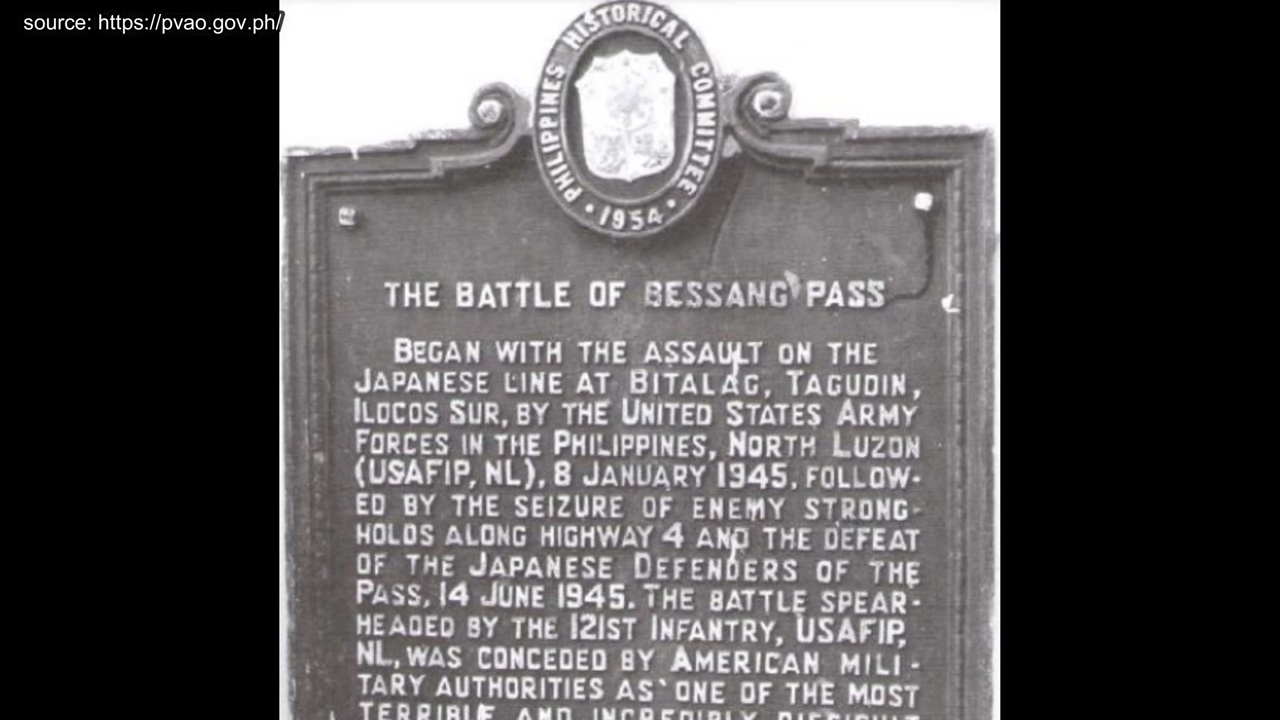 source: https://pvao.gov.ph/
PHILIPPINES HISTORICAL COMMITTEE
• 1954 •
THE BATTLE OF BESSANG PASS
BEGAN WITH THE ASSAULT ON THE
JAPANESE LINE AT BITALAG, TAGUDIN,
ILOCOS SUR, BY THE UNITED STATES ARMY
FORCES IN THE PHILIPPINES, NORTH LUZON
(USAFIP, NL), 8 JANUARY 1945, FOLLOW-
ED BY THE SEIZURE OF ENEMY STRONG-
HOLDS ALONG HIGHWAY 4 AND THE DEFEAT
OF THE JAPANESE DEFENDERS OF THE
PASS, 14 JUNE 1945. THE BATTLE SPEAR-
HEADED BY THE 121ST INFANTRY, USAFIP,
NL, WAS CONCEDED BY AMERICAN MILI-
TARY AUTHORITIES AS "ONE OF THE MOST
TERRIBLE AND INCREDIBLY DIFFICULT